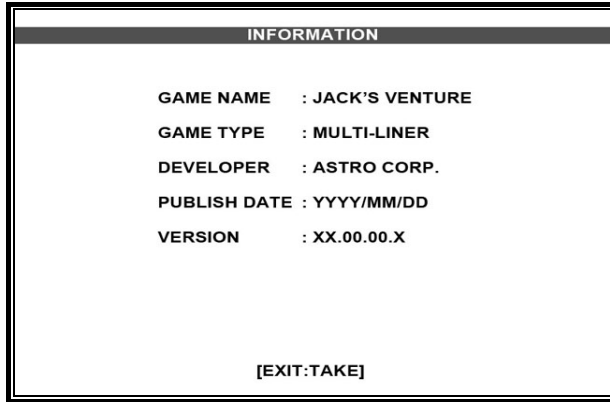 INFORMATION
GAME NAME : JACK'S VENTURE
GAME TYPE : MULTI-LINER
DEVELOPER : ASTRO CORP.
PUBLISH DATE : YYYY/MM/DD
VERSION : XX.00.00.X
[EXIT:TAKE]